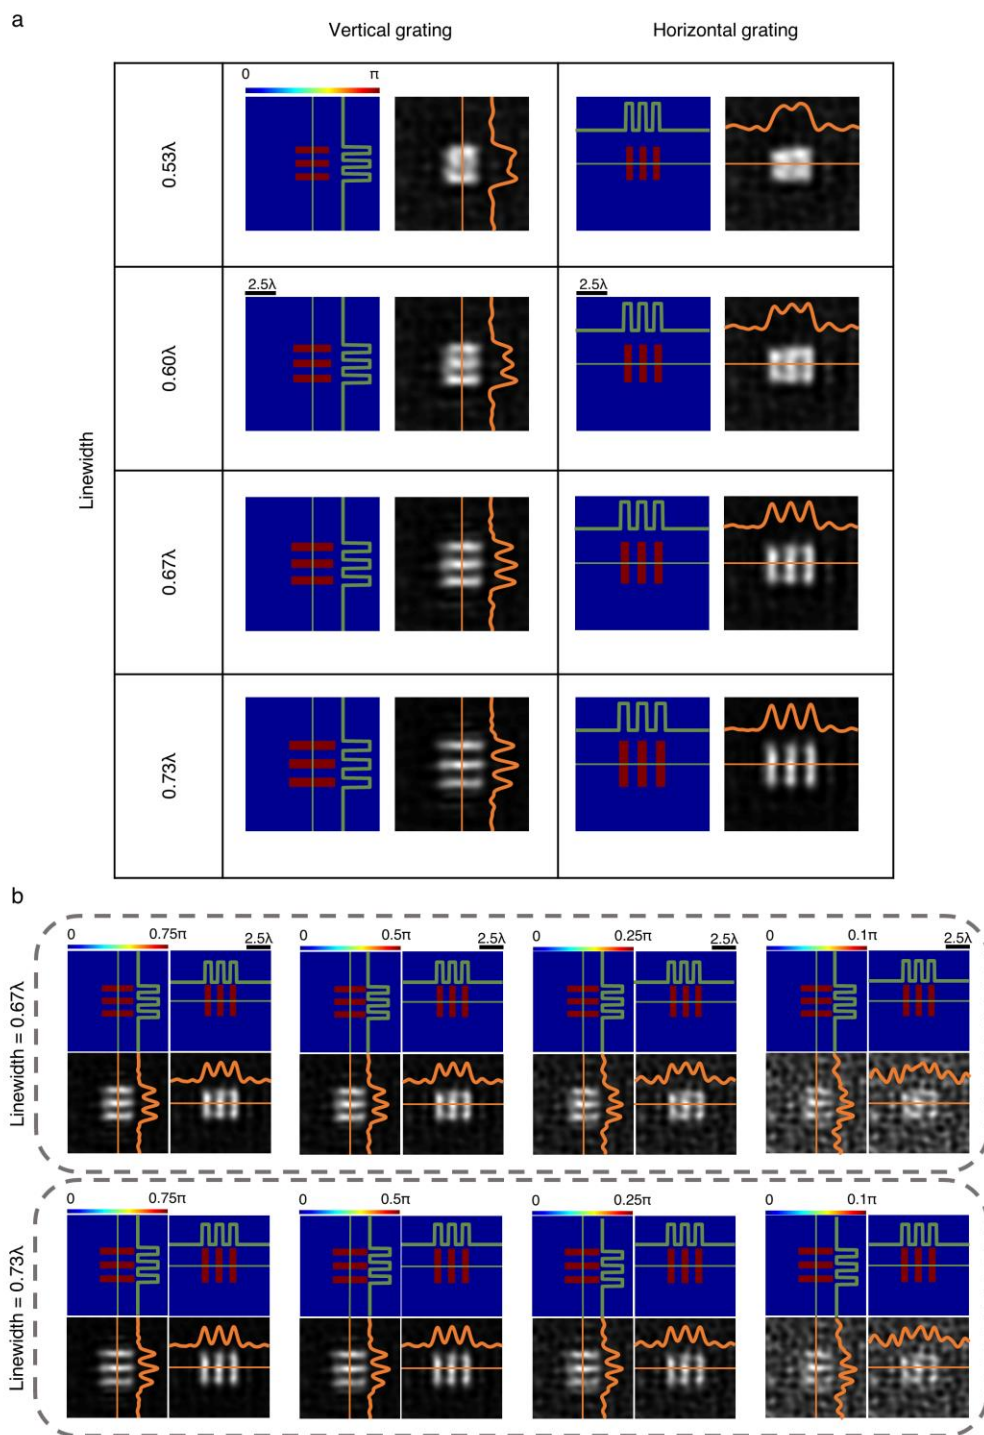 a
Vertical grating
Horizontal grating
0
π
0.53λ
2.5λ
2.5λ
0.60λ
Linewidth
0.67λ
0.73λ
b
0
0.75π
2.5λ
0
0.5π
2.5λ
0
0.25π
2.5λ
0
0.1π
2.5λ
Linewidth = 0.67λ
0
0.75π
0
0.5π
0
0.25π
0
0.1π
Linewidth = 0.73λ